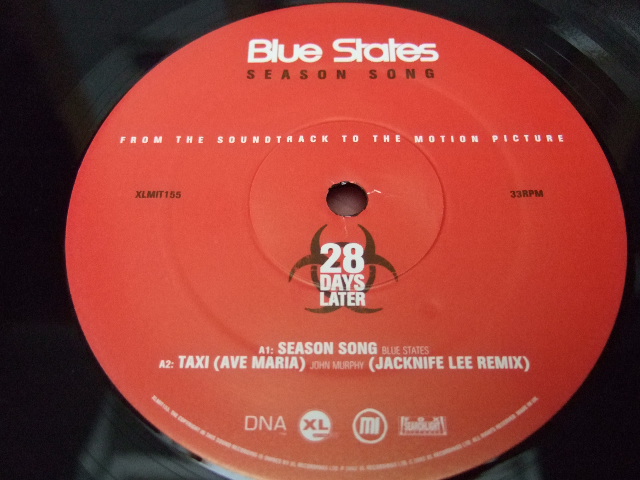 Blue States
SEASON SONG
FROM THE SOUNDTRACK TO THE MOTION PICTURE
XLMIT155
33RPM
28
DAYS
LATER
A1: SEASON SONG BLUE STATES
A2: TAXI (AVE MARIA) JOHN MURPHY (JACKNIFE LEE REMIX)
DNA XL mi